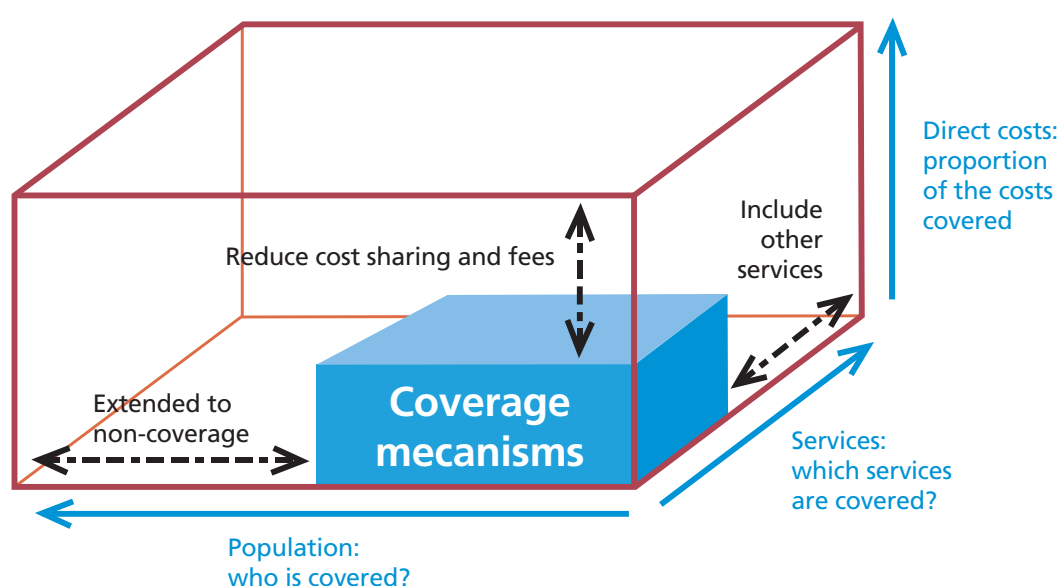 Direct costs:
proportion
of the costs
covered
Include
other
services
Reduce cost sharing and fees
Extended to
non-coverage
Coverage
mecanisms
Services:
which services
are covered?
Population:
who is covered?